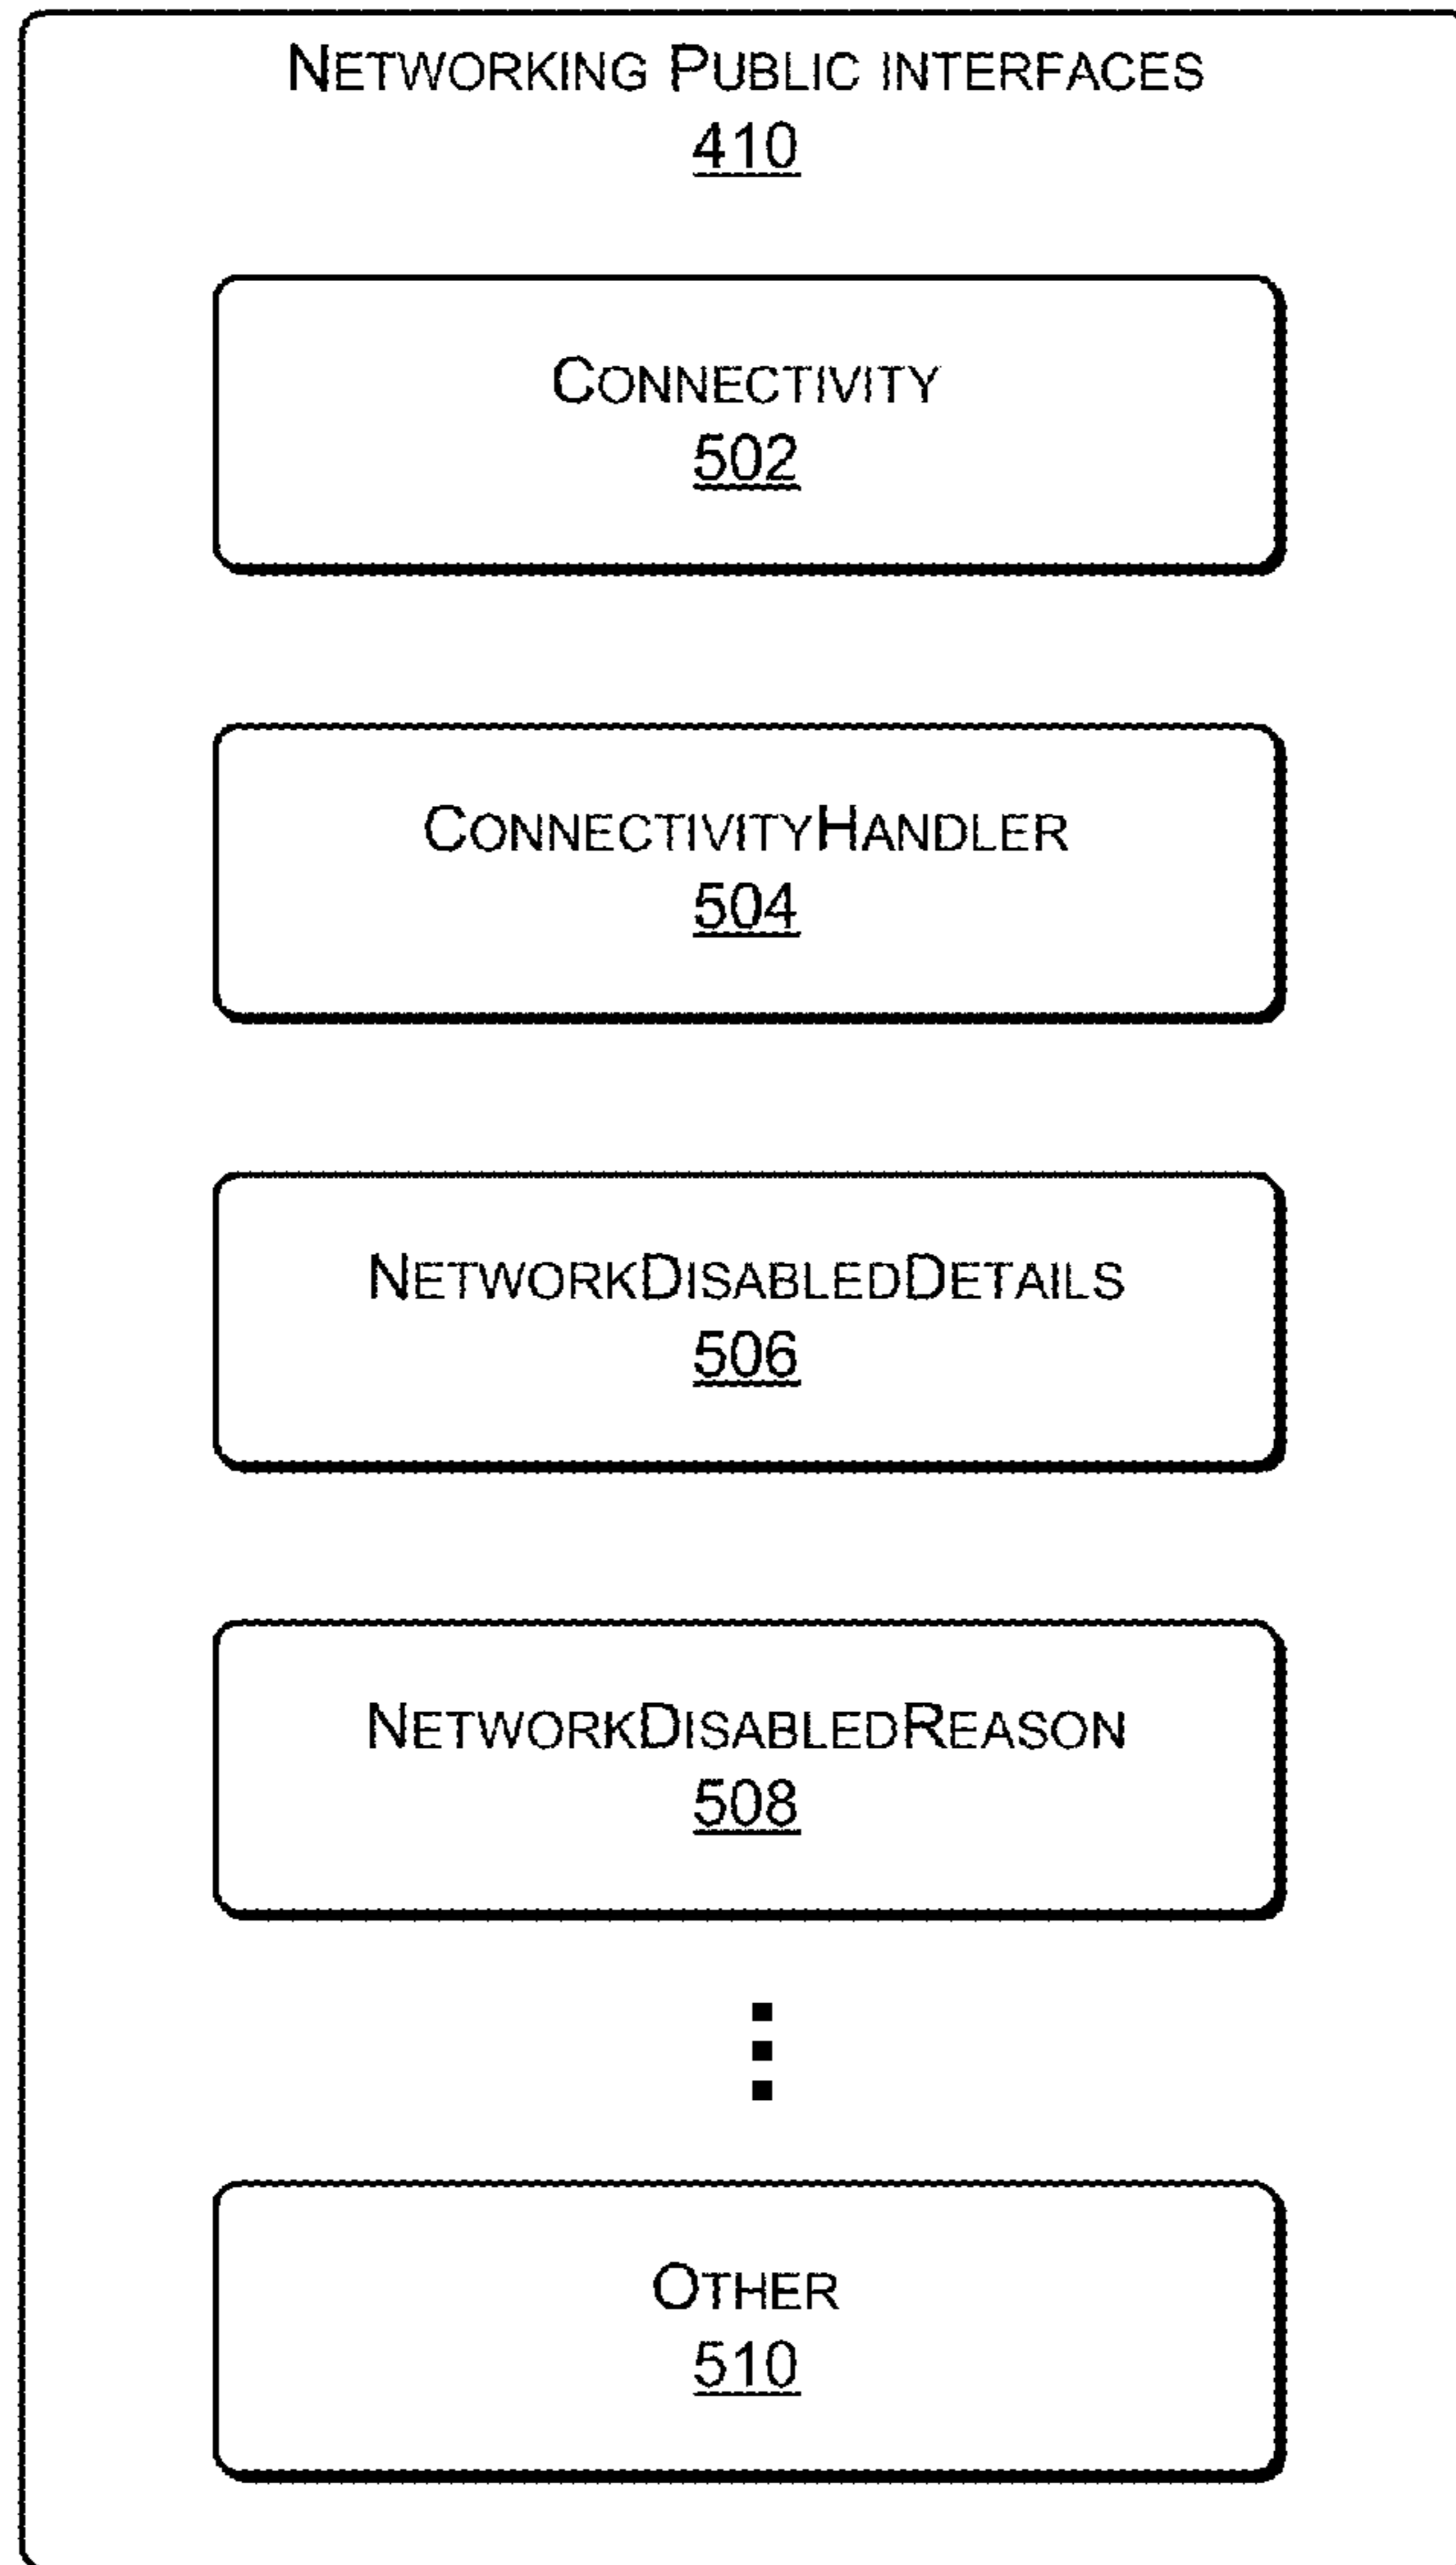 Networking Public interfaces
410
Connectivity
502
ConnectivityHandler
504
NetworkDisabledDetails
506
NetworkDisabledReason
508
Other
510